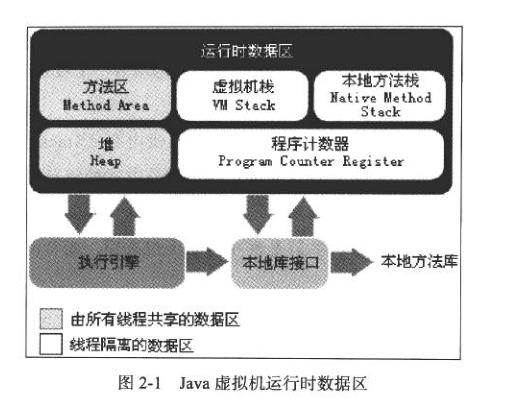 运行时数据区
方法区
Method Area
虚拟机栈
VM Stack
本地方法栈
Native Method
Stack
堆
Heap
程序计数器
Program Counter Register
执行引擎
本地库接口
本地方法库
由所有线程共享的数据区
线程隔离的数据区
图 2-1 Java 虚拟机运行时数据区